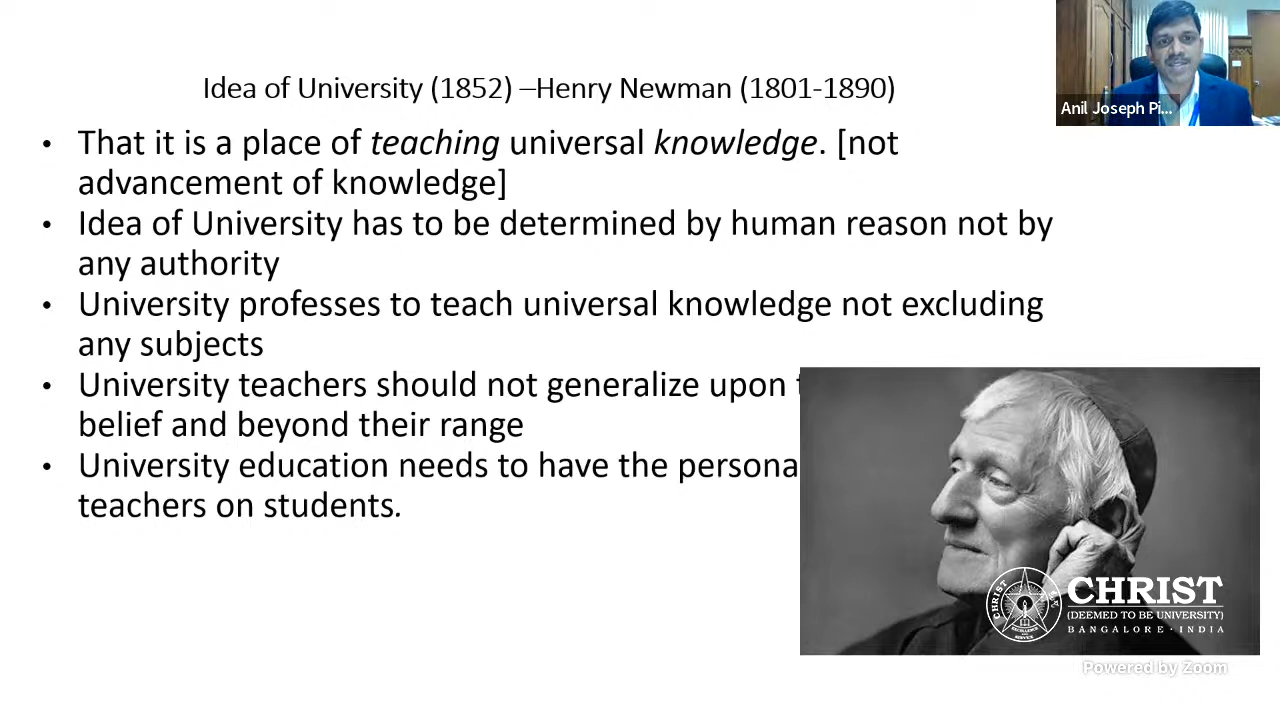 Idea of University (1852) –Henry Newman (1801-1890)
• That it is a place of teaching universal knowledge. [not
advancement of knowledge]
• Idea of University has to be determined by human reason not by
any authority
• University professes to teach universal knowledge not excluding
any subjects
• University teachers should not generalize upon
belief and beyond their range
• University education needs to have the persona
teachers on students.
Anil Joseph Pi...
CHRIST
EXCELLENCE
SERVICE
CHRIST
(DEEMED TO BE UNIVERSITY)
BANGALORE · INDIA
Powered by Zoom